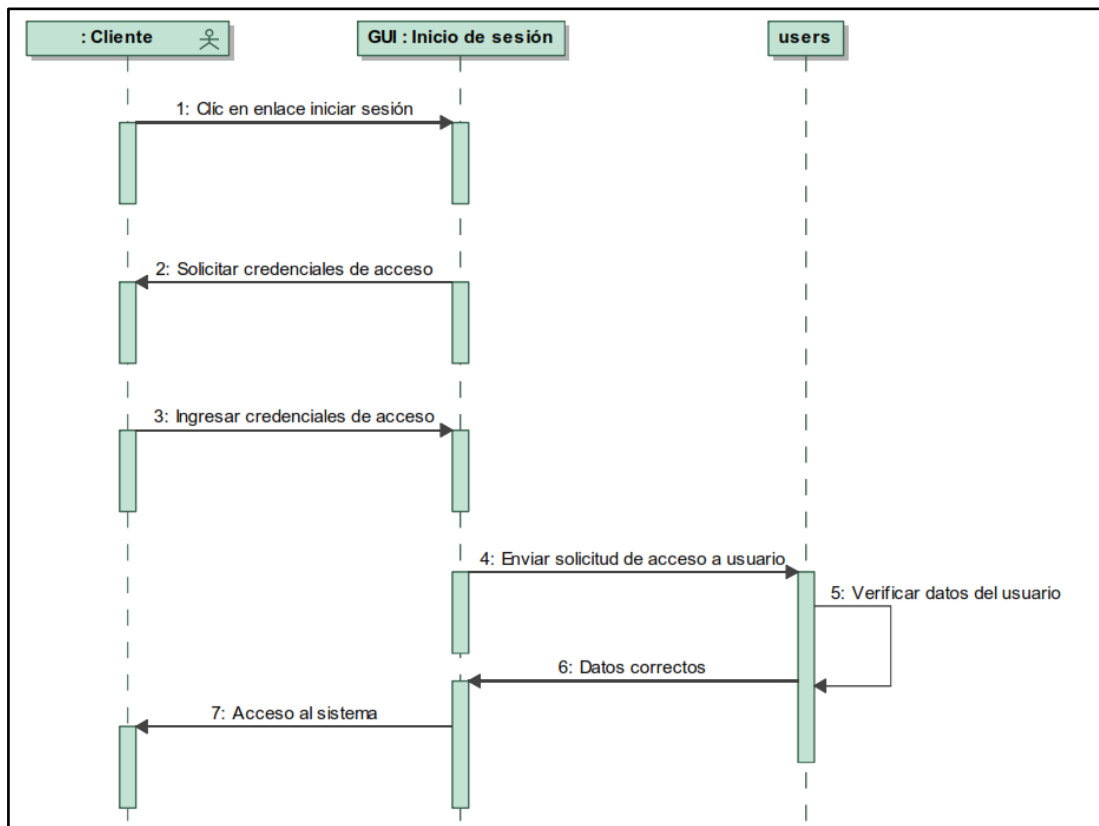 : Cliente
GUI : Inicio de sesión
users
1: Clic en enlace iniciar sesión
2: Solicitar credenciales de acceso
3: Ingresar credenciales de acceso
4: Enviar solicitud de acceso a usuario
5: Verificar datos del usuario
6: Datos correctos
7: Acceso al sistema